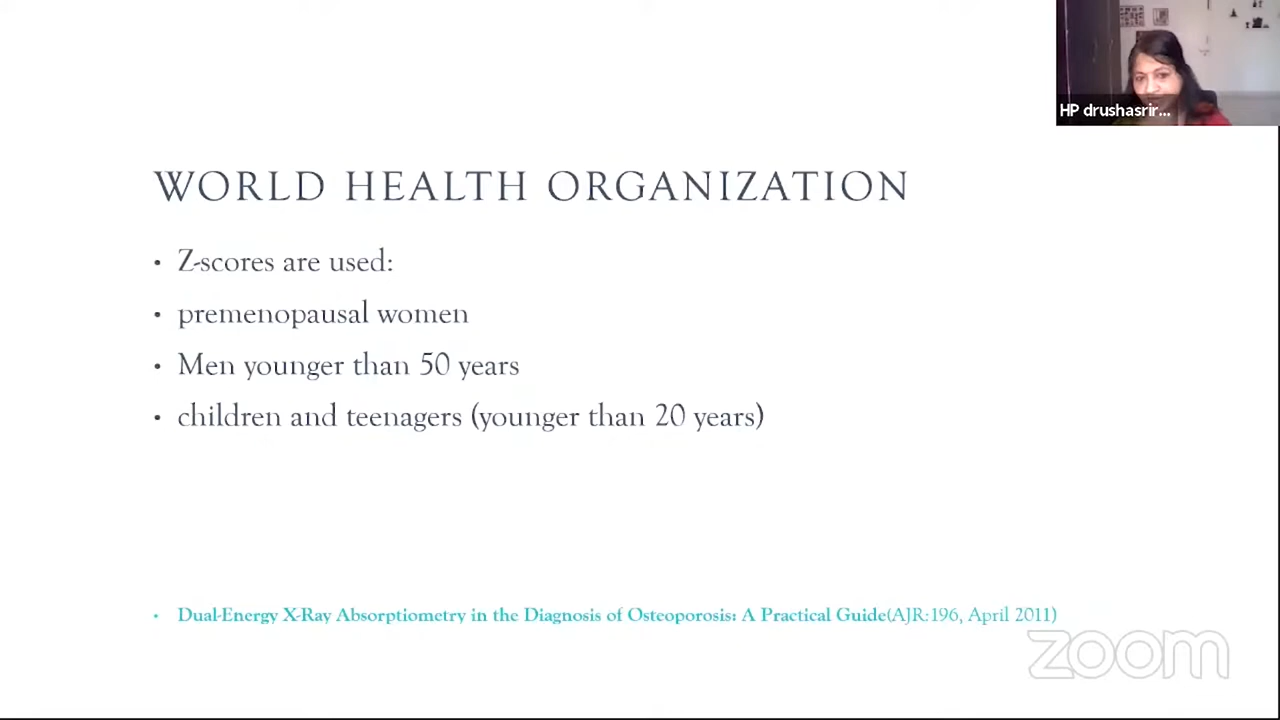 HP drushasrir...
WORLD HEALTH ORGANIZATION
• Z-scores are used:
• premenopausal women
• Men younger than 50 years
• children and teenagers (younger than 20 years)
• Dual-Energy X-Ray Absorptiometry in the Diagnosis of Osteoporosis: A Practical Guide(AJR:196, April 2011)
zoom